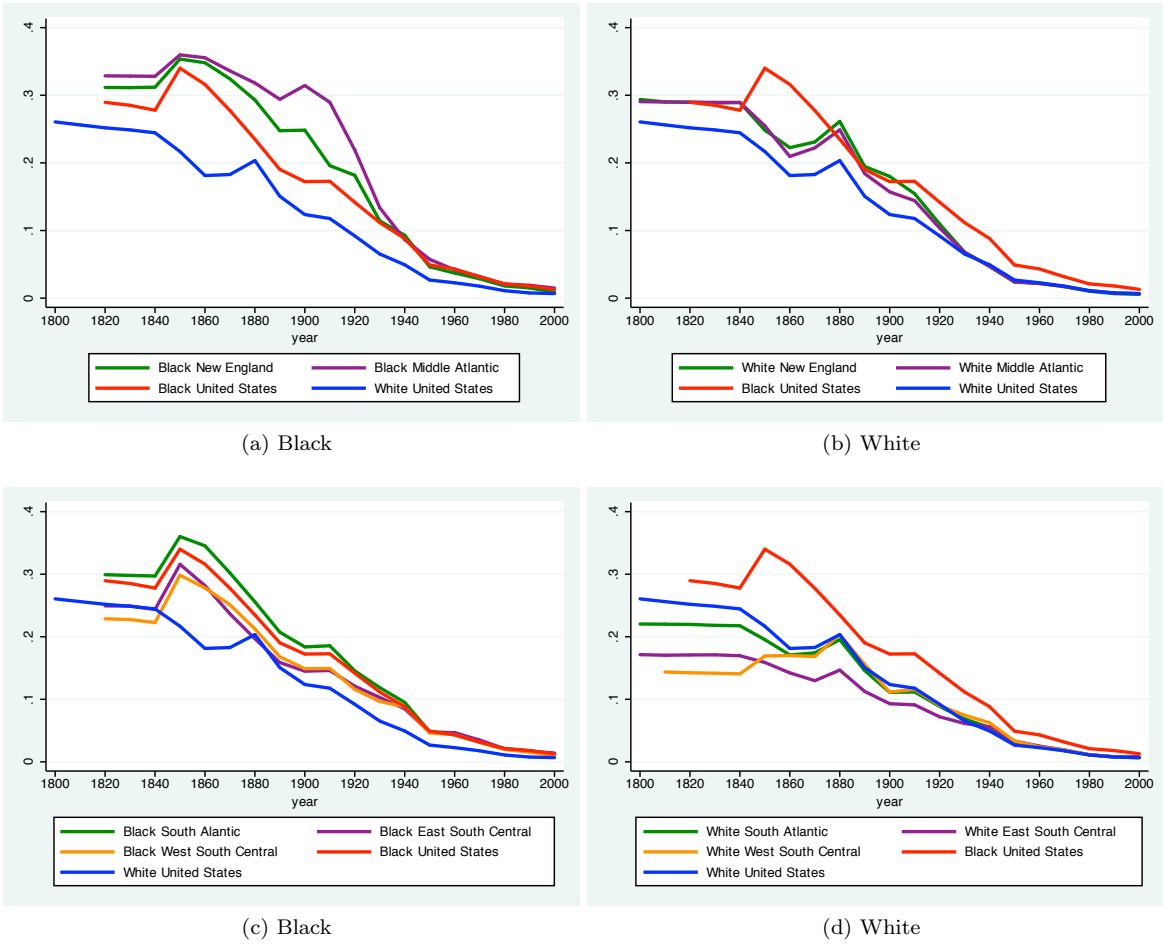 .4
.3
.2
.1
0
1800 1820 1840 1860 1880 1900 1920 1940 1960 1980 2000
year
Black New England Black Middle Atlantic
Black United States White United States
(a) Black
.4
.3
.2
.1
0
1800 1820 1840 1860 1880 1900 1920 1940 1960 1980 2000
year
White New England White Middle Atlantic
Black United States White United States
(b) White
.4
.3
.2
.1
0
1800 1820 1840 1860 1880 1900 1920 1940 1960 1980 2000
year
Black South Alantic Black East South Central
Black West South Central Black United States
White United States
(c) Black
.4
.3
.2
.1
0
1800 1820 1840 1860 1880 1900 1920 1940 1960 1980 2000
year
White South Atlantic White East South Central
White West South Central Black United States
White United States
(d) White